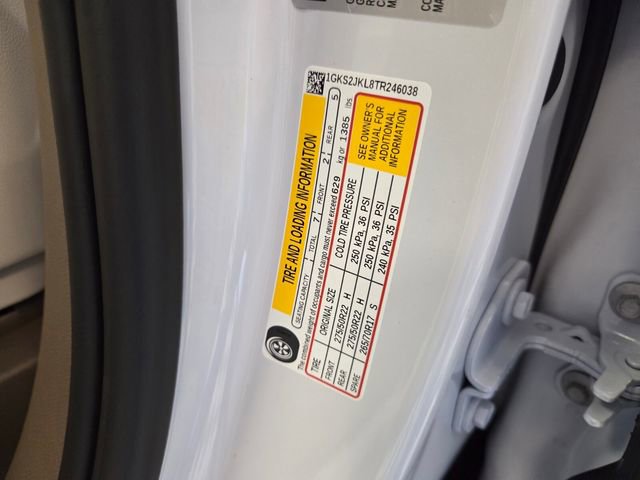 1GKS2JKL8TR246038
TIRE AND LOADING INFORMATION
SEATING CAPACITY TOTAL 7 FRONT 2 REAR 5
The combined weight of occupants and cargo must never exceed 629 kg or 1385 lbs
TIRE ORIGINAL SIZE COLD TIRE PRESSURE
FRONT 275/50R22 H 250 kPa, 36 PSI
REAR 275/50R22 H 250 kPa, 36 PSI
SPARE 265/70R17 S 240 kPa, 35 PSI
SEE OWNER'S
MANUAL FOR
ADDITIONAL
INFORMATION